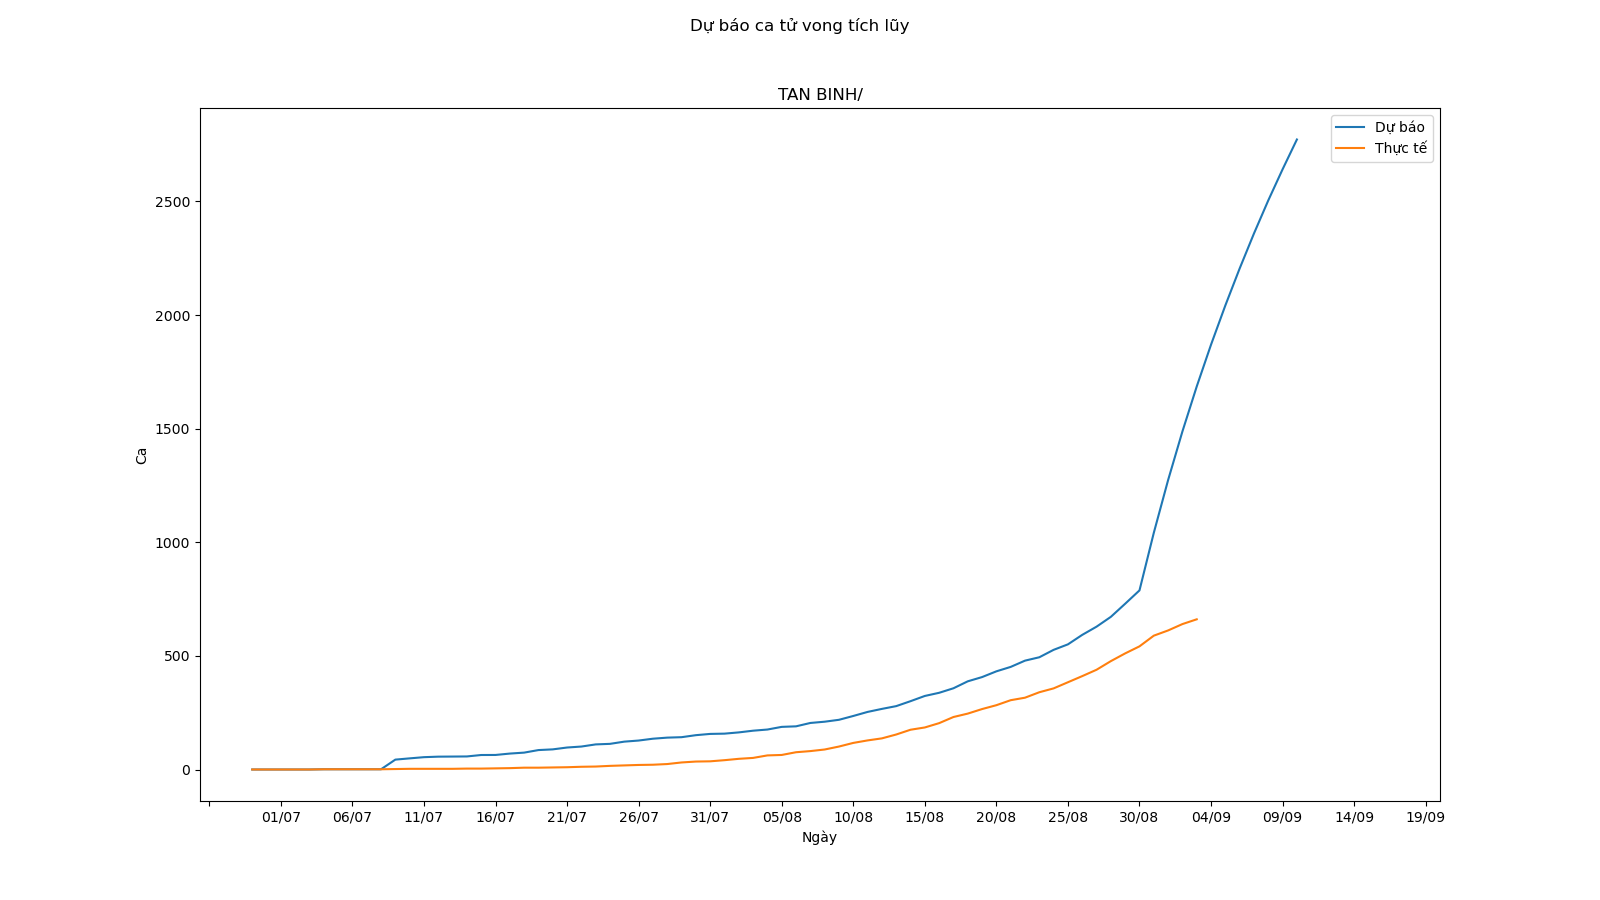 Dự báo ca tử vong tích lũy
TAN BINH/
Dự báo
Thực tế
2500
2000
1500
1000
500
0
Ca
01/07 06/07 11/07 16/07 21/07 26/07 31/07 05/08 10/08 15/08 20/08 25/08 30/08 04/09 09/09 14/09 19/09
Ngày